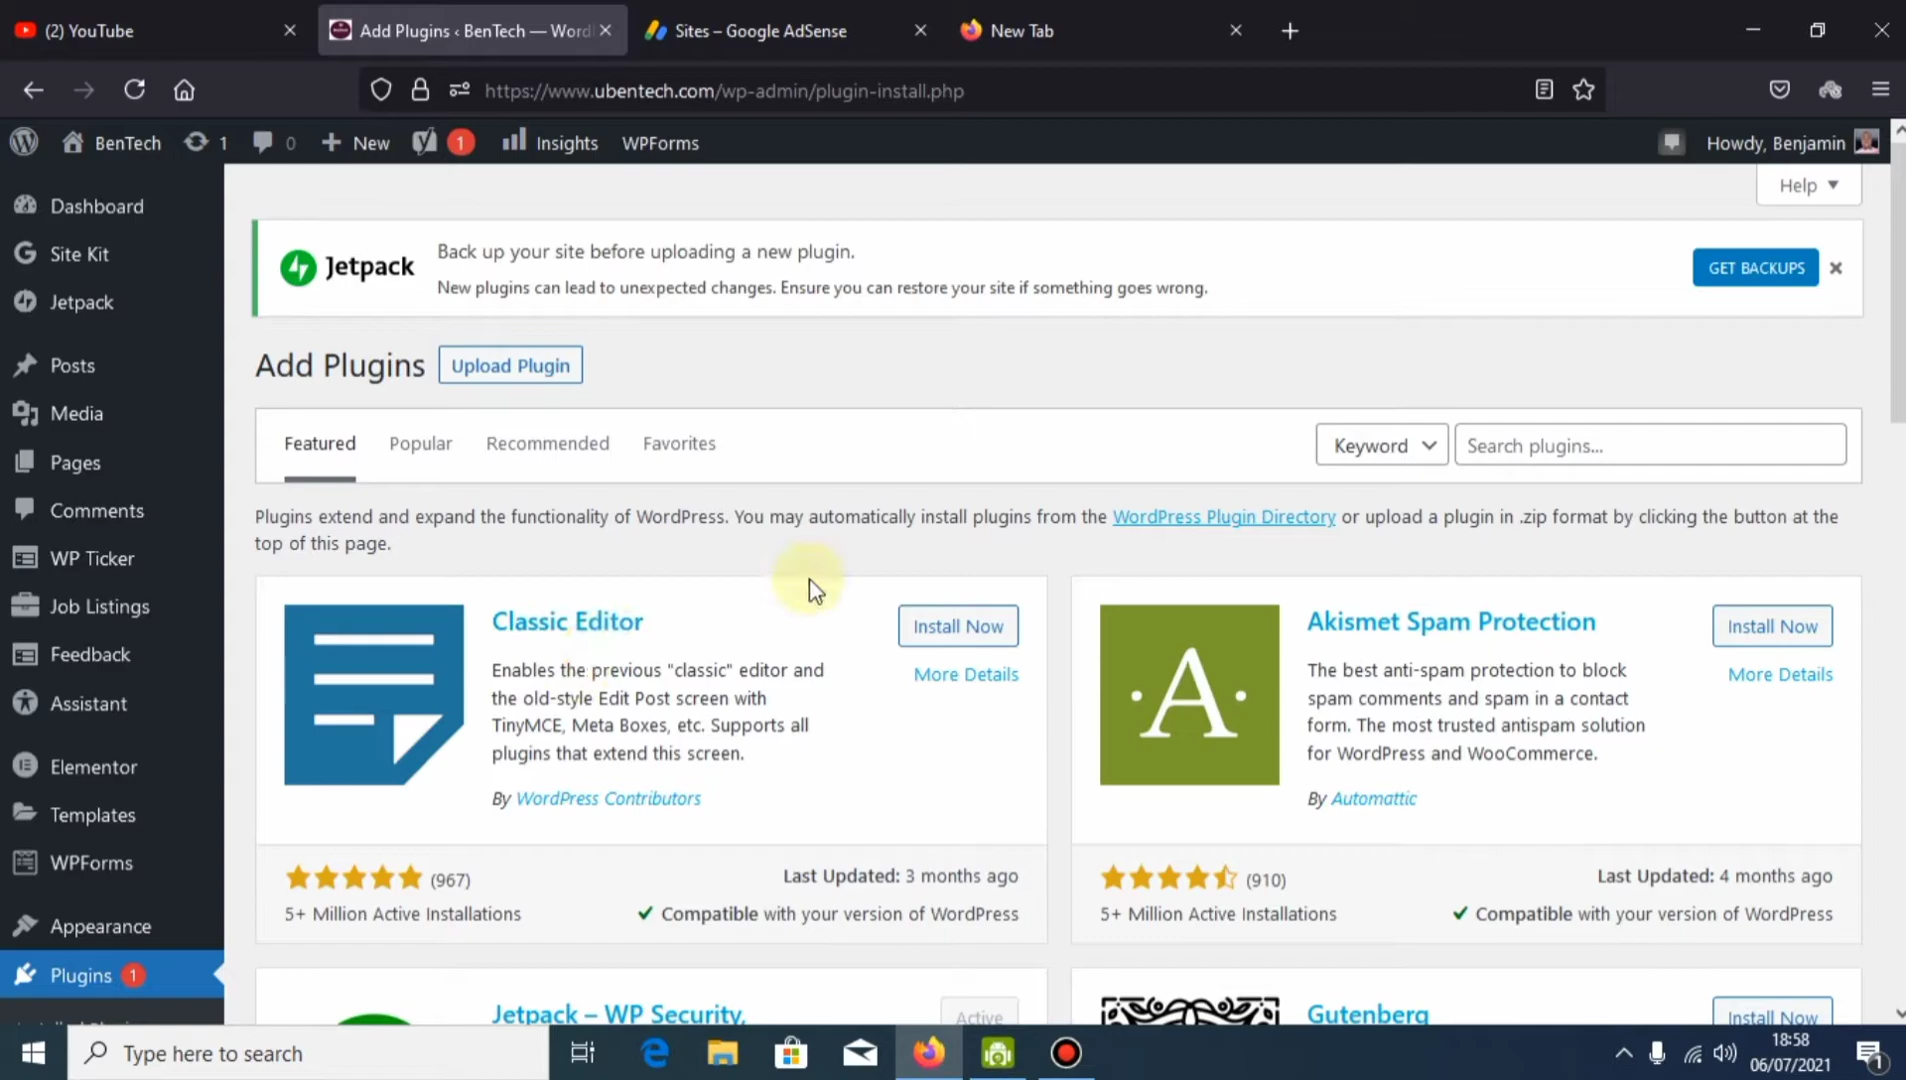 (2) YouTube
Add Plugins ‹ BenTech — Word
Sites – Google AdSense
New Tab
https://www.ubentech.com/wp-admin/plugin-install.php
BenTech
1
0
New
1
Insights
WPForms
Howdy, Benjamin
Help
Dashboard
Site Kit
Jetpack
Posts
Media
Pages
Comments
WP Ticker
Job Listings
Feedback
Assistant
Elementor
Templates
WPForms
Appearance
Plugins 1
Jetpack
Back up your site before uploading a new plugin.
New plugins can lead to unexpected changes. Ensure you can restore your site if something goes wrong.
GET BACKUPS
Add Plugins
Upload Plugin
Featured
Popular
Recommended
Favorites
Keyword
Search plugins...
Plugins extend and expand the functionality of WordPress. You may automatically install plugins from the WordPress Plugin Directory or upload a plugin in .zip format by clicking the button at the
top of this page.
Classic Editor
Install Now
More Details
Enables the previous "classic" editor and
the old-style Edit Post screen with
TinyMCE, Meta Boxes, etc. Supports all
plugins that extend this screen.
By WordPress Contributors
(967)
Last Updated: 3 months ago
5+ Million Active Installations
Compatible with your version of WordPress
A
Akismet Spam Protection
Install Now
More Details
The best anti-spam protection to block
spam comments and spam in a contact
form. The most trusted antispam solution
for WordPress and WooCommerce.
By Automattic
(910)
Last Updated: 4 months ago
5+ Million Active Installations
Compatible with your version of WordPress
Jetpack – WP Security,
Active
Gutenberg
Install Now
Type here to search
18:58
06/07/2021
1